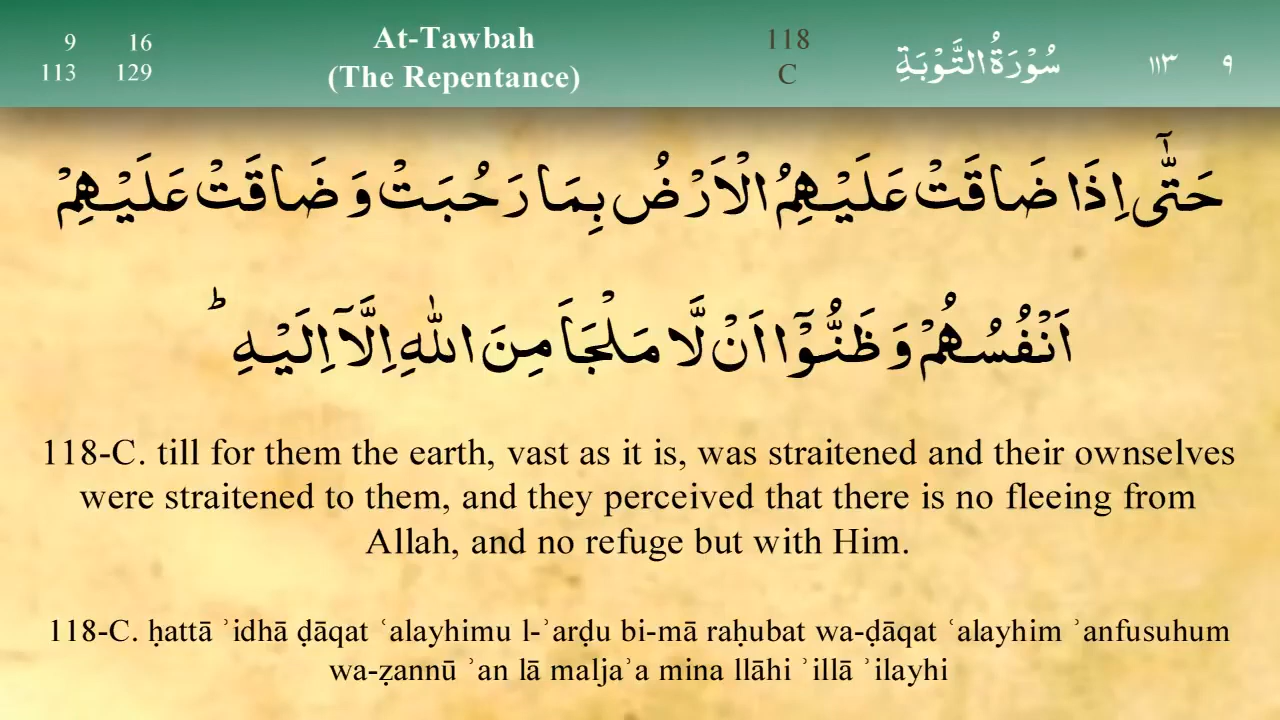 9 16
113 129
At-Tawbah
(The Repentance)
118
C
سُوْرَةُ التَّوْبَةِ
١١٣ ٩
حَتّٰۤى اِذَا ضَاقَتْ عَلَيْهِمُ الْاَرْضُ بِمَا رَحُبَتْ وَ ضَاقَتْ عَلَيْهِمْ
اَنْفُسُهُمْ وَ ظَنُّوْۤا اَنْ لَّا مَلْجَاَ مِنَ اللّٰهِ اِلَّاۤ اِلَيْهِ ؕ
118-C. till for them the earth, vast as it is, was straitened and their ownselves
were straitened to them, and they perceived that there is no fleeing from
Allah, and no refuge but with Him.
118-C. ḥattā ʾidhā ḍāqat ʿalayhimu l-ʾarḍu bi-mā raḥubat wa-ḍāqat ʿalayhim ʾanfusuhum
wa-ẓannū ʾan lā maljaʾa mina llāhi ʾillā ʾilayhi